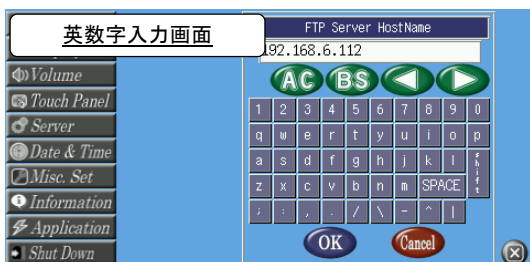 英数字入力画面
Volume
Touch Panel
Server
Date & Time
Misc. Set
Information
Application
Shut Down
FTP Server HostName
192.168.6.112
AC BS
1 2 3 4 5 6 7 8 9 0
q w e r t y u i o p
a s d f g h j k l shift
z x c v b n m SPACE
; : , . / \ - ^ |
OK Cancel